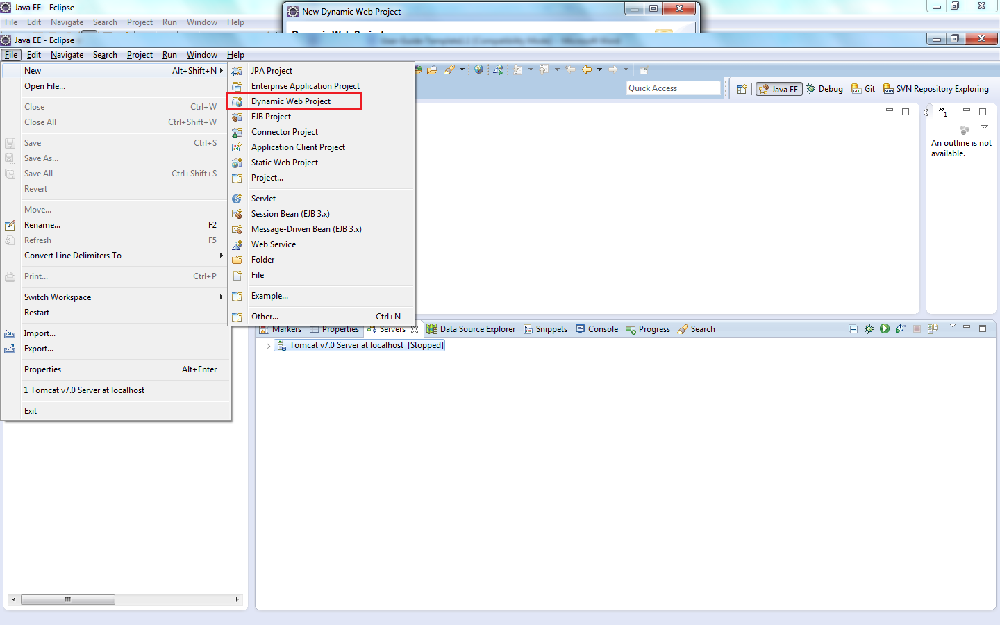 Java EE - Eclipse
New Dynamic Web Project
File Edit Navigate Search Project Run Window Help
Java EE - Eclipse
File Edit Navigate Search Project Run Window Help
New Alt+Shift+N
Open File...
Close Ctrl+W
Close All Ctrl+Shift+W
Save Ctrl+S
Save As...
Save All Ctrl+Shift+S
Revert
Move...
Rename... F2
Refresh F5
Convert Line Delimiters To
Print... Ctrl+P
Switch Workspace
Restart
Import...
Export...
Properties Alt+Enter
1 Tomcat v7.0 Server at localhost
Exit
JPA Project
Enterprise Application Project
Dynamic Web Project
EJB Project
Connector Project
Application Client Project
Static Web Project
Project...
Servlet
Session Bean (EJB 3.x)
Message-Driven Bean (EJB 3.x)
Web Service
Folder
File
Example...
Other... Ctrl+N
Quick Access
Java EE Debug Git SVN Repository Exploring
»1
An outline is not
available.
Markers Properties Servers Data Source Explorer Snippets Console Progress Search
Tomcat v7.0 Server at localhost [Stopped]